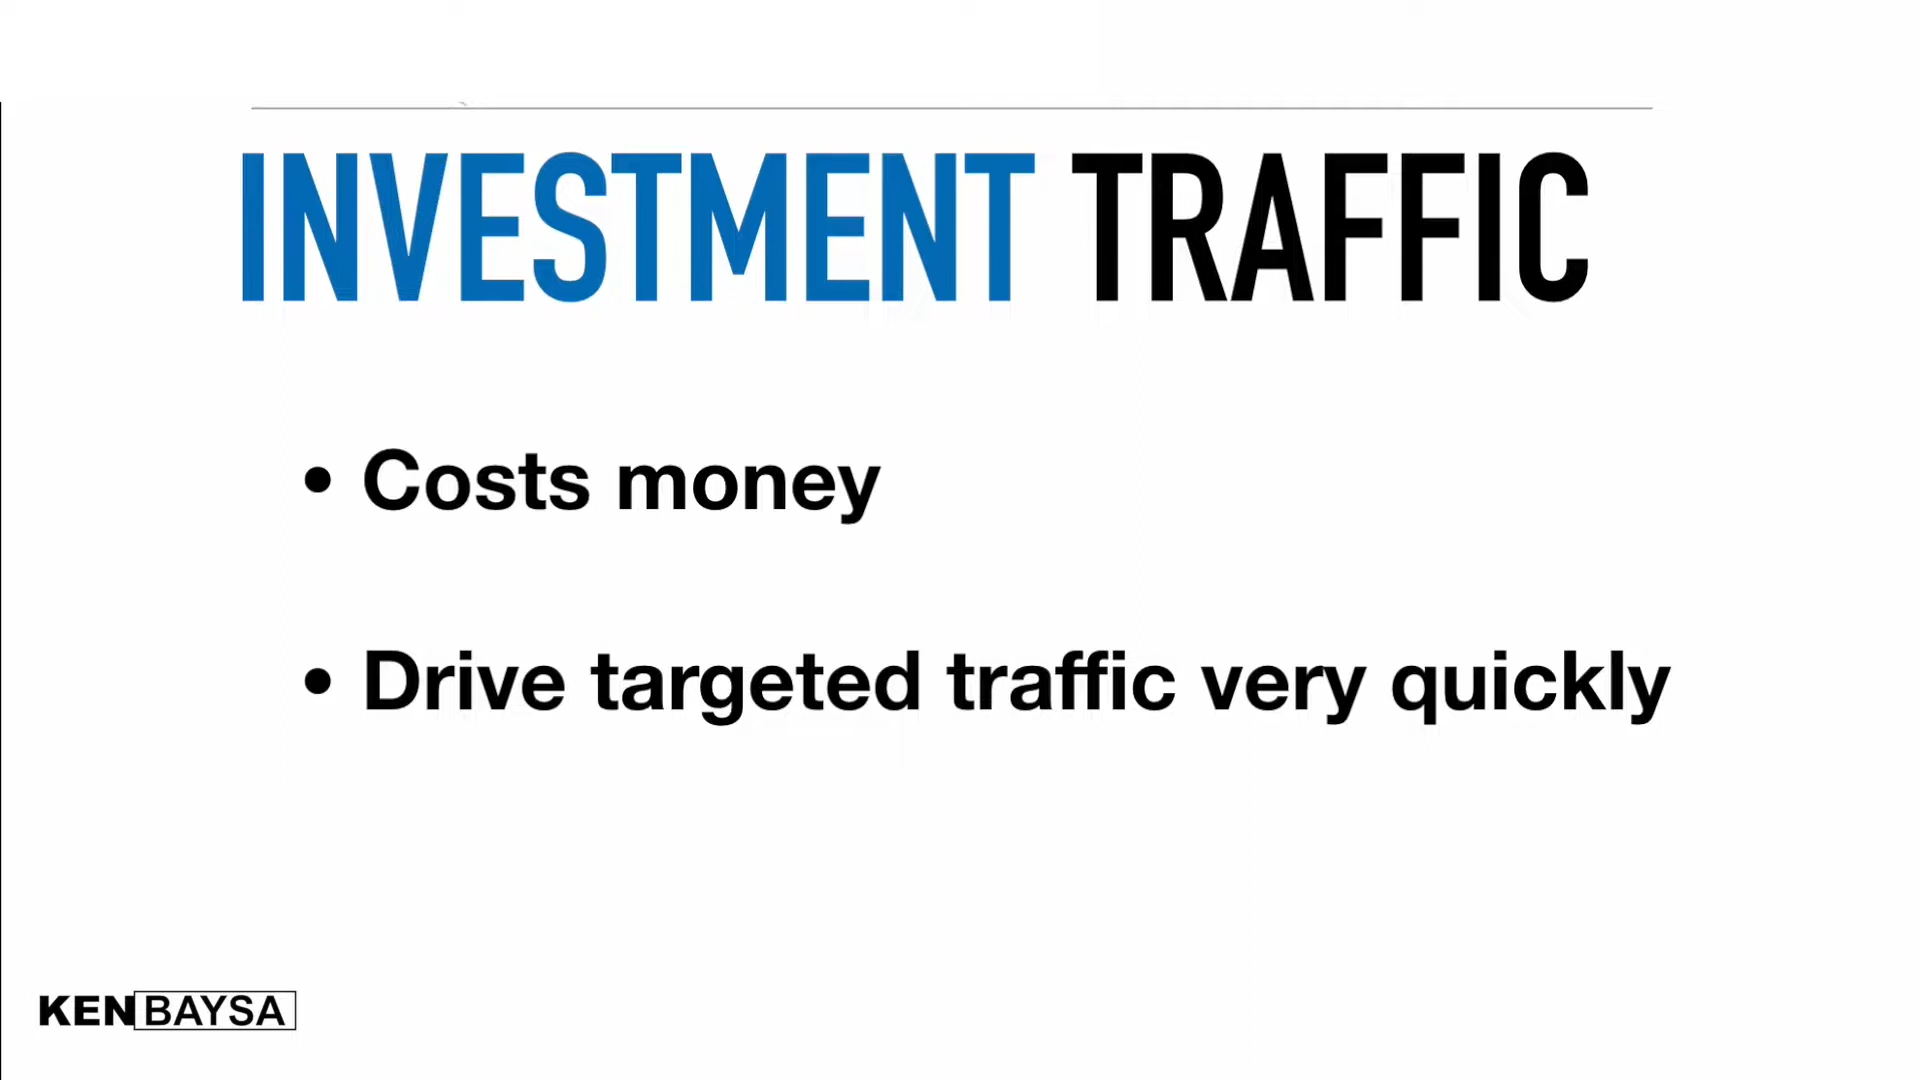 INVESTMENT TRAFFIC
• Costs money
• Drive targeted traffic very quickly
KENBAYSA